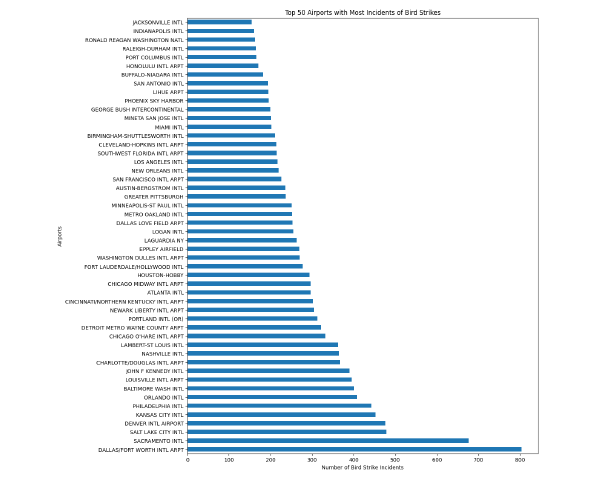 Top 50 Airports with Most Incidents of Bird Strikes
JACKSONVILLE INTL
INDIANAPOLIS INTL
RONALD REAGAN WASHINGTON NATL
RALEIGH-DURHAM INTL
PORT COLUMBUS INTL
HONOLULU INTL ARPT
BUFFALO-NIAGARA INTL
SAN ANTONIO INTL
LIHUE ARPT
PHOENIX SKY HARBOR
GEORGE BUSH INTERCONTINENTAL
MINETA SAN JOSE INTL
MIAMI INTL
BIRMINGHAM-SHUTTLESWORTH INTL
CLEVELAND-HOPKINS INTL ARPT
SOUTHWEST FLORIDA INTL ARPT
LOS ANGELES INTL
NEW ORLEANS INTL
SAN FRANCISCO INTL ARPT
AUSTIN-BERGSTROM INTL
GREATER PITTSBURGH
MINNEAPOLIS-ST PAUL INTL
METRO OAKLAND INTL
DALLAS LOVE FIELD ARPT
LOGAN INTL
LAGUARDIA NY
EPPLEY AIRFIELD
WASHINGTON DULLES INTL ARPT
FORT LAUDERDALE/HOLLYWOOD INTL
HOUSTON-HOBBY
CHICAGO MIDWAY INTL ARPT
ATLANTA INTL
CINCINNATI/NORTHERN KENTUCKY INTL ARPT
NEWARK LIBERTY INTL ARPT
PORTLAND INTL (OR)
DETROIT METRO WAYNE COUNTY ARPT
CHICAGO O'HARE INTL ARPT
LAMBERT-ST LOUIS INTL
NASHVILLE INTL
CHARLOTTE/DOUGLAS INTL ARPT
JOHN F KENNEDY INTL
LOUISVILLE INTL ARPT
BALTIMORE WASH INTL
ORLANDO INTL
PHILADELPHIA INTL
KANSAS CITY INTL
DENVER INTL AIRPORT
SALT LAKE CITY INTL
SACRAMENTO INTL
DALLAS/FORT WORTH INTL ARPT
Airports
0 100 200 300 400 500 600 700 800
Number of Bird Strike Incidents